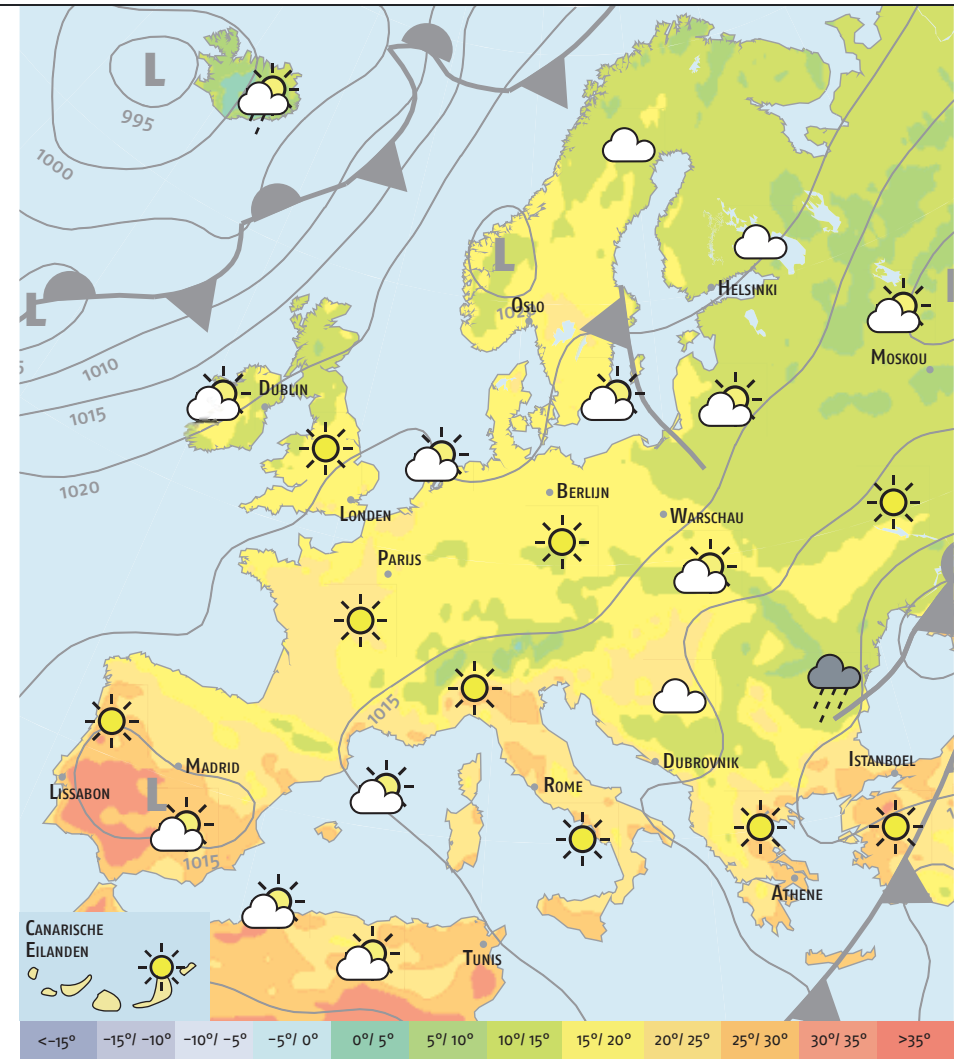 L
995
1000
L
L
OSLO
HELSINKI
MOSKOU
L
1010
DUBLIN
1015
1020
LONDEN
BERLIJN
WARSCHAU
PARIJS
1015
MADRID
LISSABON
L
1015
ROME
DUBROVNIK
ISTANBOEL
ATHENE
TUNIS
CANARISCHE
EILANDEN
<-15° -15°/ -10° -10°/ -5° -5°/ 0° 0°/ 5° 5°/ 10° 10°/ 15° 15°/ 20° 20°/ 25° 25°/ 30° 30°/ 35° >35°